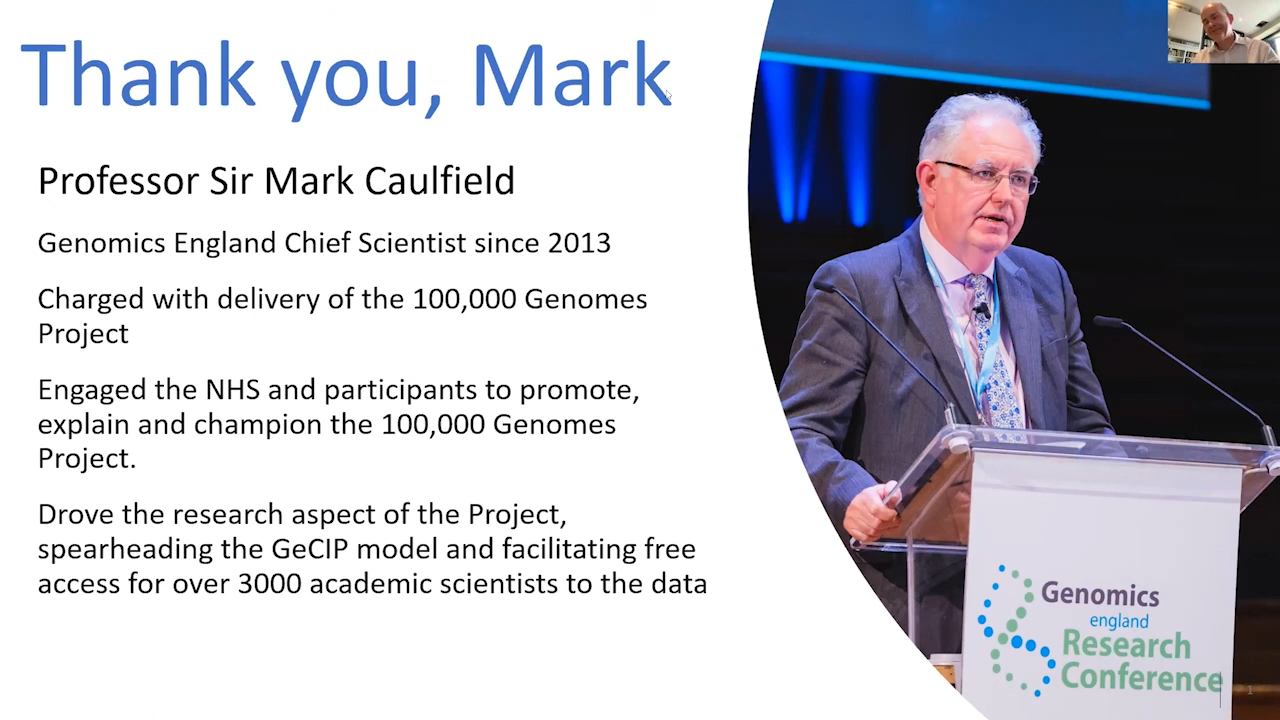 Thank you, Mark
Professor Sir Mark Caulfield
Genomics England Chief Scientist since 2013
Charged with delivery of the 100,000 Genomes
Project
Engaged the NHS and participants to promote,
explain and champion the 100,000 Genomes
Project.
Drove the research aspect of the Project,
spearheading the GeCIP model and facilitating free
access for over 3000 academic scientists to the data
Genomics
england
Research
Conference
1